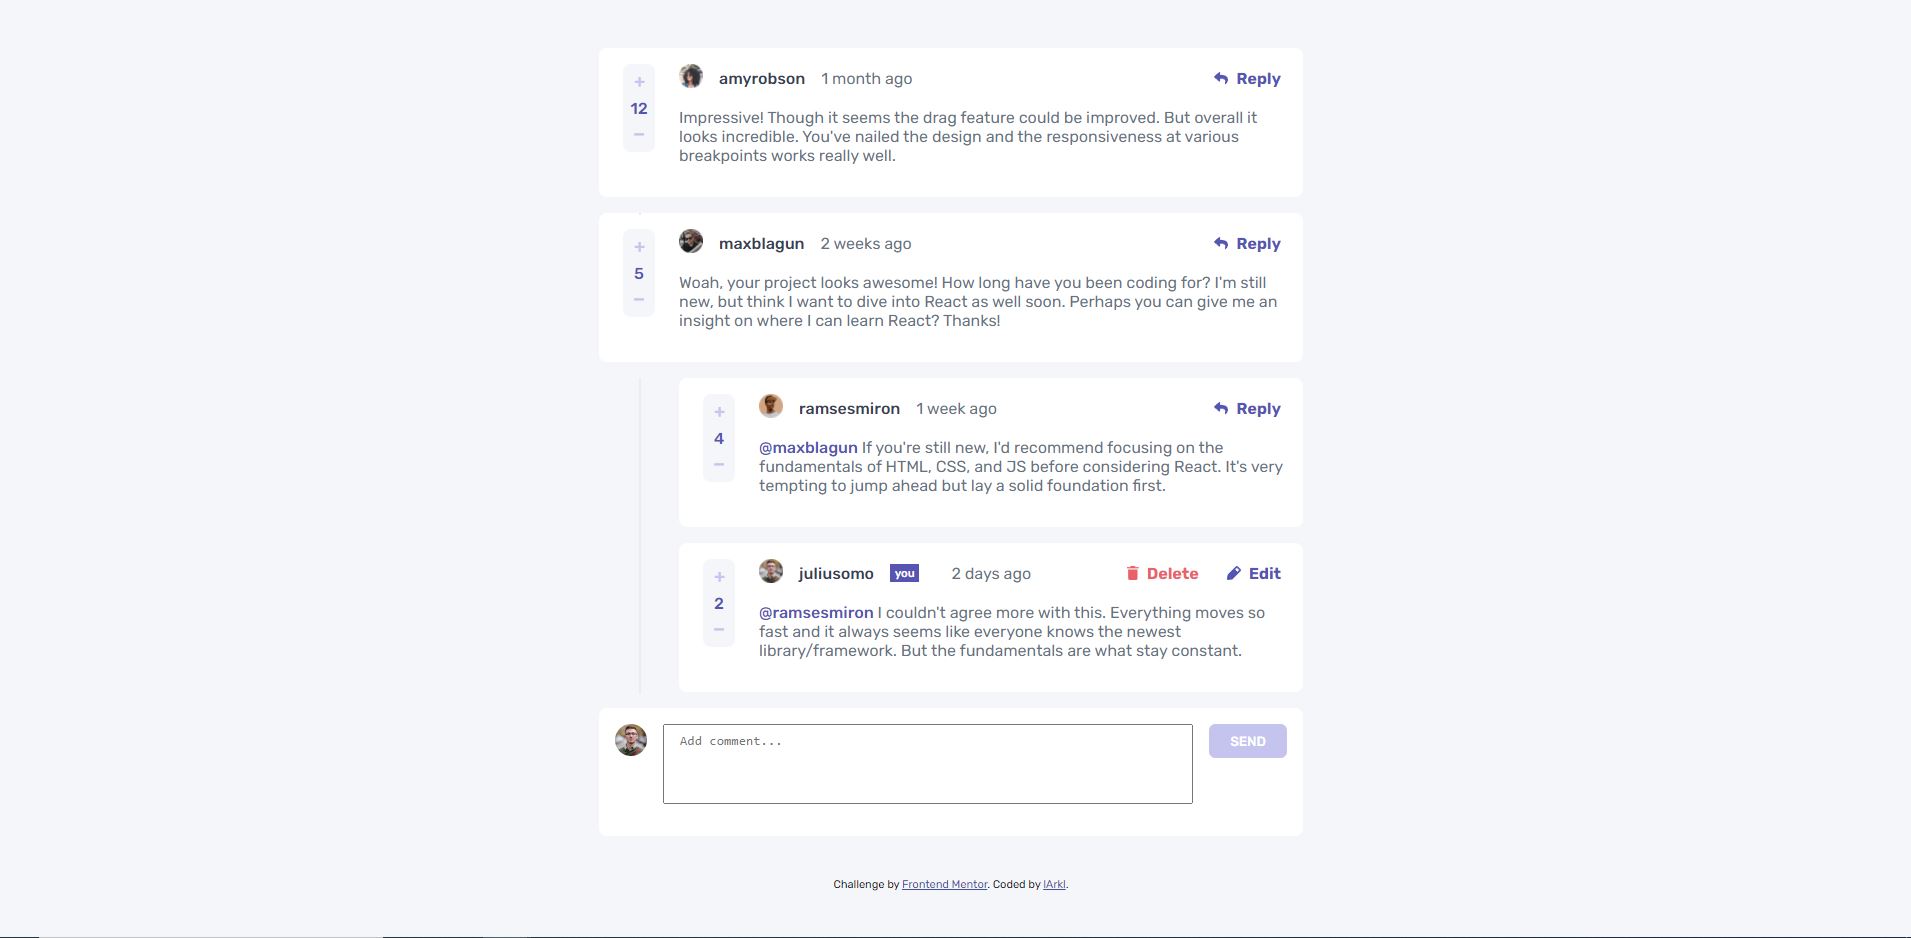 +
12
−
amyrobson 1 month ago Reply
Impressive! Though it seems the drag feature could be improved. But overall it
looks incredible. You've nailed the design and the responsiveness at various
breakpoints works really well.
+
5
−
maxblagun 2 weeks ago Reply
Woah, your project looks awesome! How long have you been coding for? I'm still
new, but think I want to dive into React as well soon. Perhaps you can give me an
insight on where I can learn React? Thanks!
+
4
−
ramsesmiron 1 week ago Reply
@maxblagun If you're still new, I'd recommend focusing on the
fundamentals of HTML, CSS, and JS before considering React. It's very
tempting to jump ahead but lay a solid foundation first.
+
2
−
juliusomo you 2 days ago Delete Edit
@ramsesmiron I couldn't agree more with this. Everything moves so
fast and it always seems like everyone knows the newest
library/framework. But the fundamentals are what stay constant.
Add comment... SEND
Challenge by Frontend Mentor. Coded by IArkI.